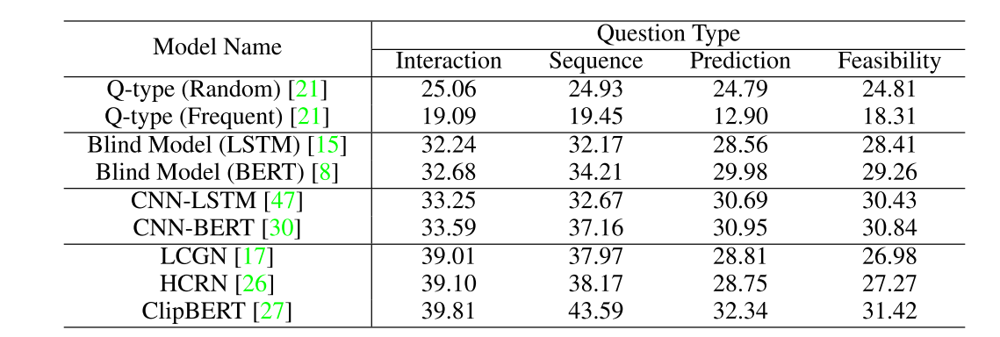 Model Name Question Type
Interaction Sequence Prediction Feasibility
Q-type (Random) [21] 25.06 24.93 24.79 24.81
Q-type (Frequent) [21] 19.09 19.45 12.90 18.31
Blind Model (LSTM) [15] 32.24 32.17 28.56 28.41
Blind Model (BERT) [8] 32.68 34.21 29.98 29.26
CNN-LSTM [47] 33.25 32.67 30.69 30.43
CNN-BERT [30] 33.59 37.16 30.95 30.84
LCGN [17] 39.01 37.97 28.81 26.98
HCRN [26] 39.10 38.17 28.75 27.27
ClipBERT [27] 39.81 43.59 32.34 31.42